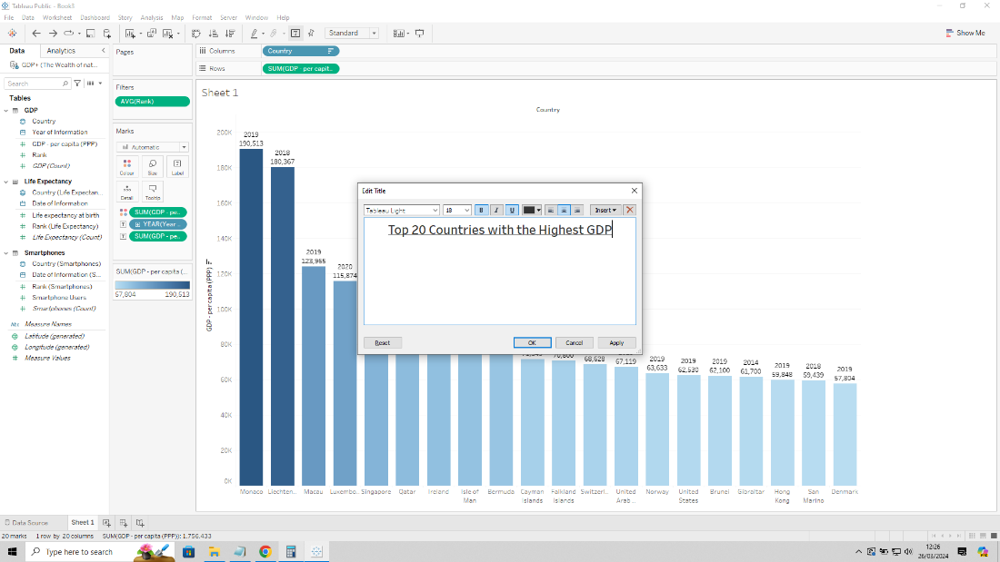 Tableau Public - Book5
File Data Worksheet Dashboard Story Analysis Map Format Server Window Help
Standard
Show Me
Data Analytics
GDP+ (The Wealth of nat...
Search
Tables
GDP
Country
Year of Information
GDP - per capita (PPP)
Rank
GDP (Count)
Life Expectancy
Country (Life Expectan...
Date of Information
Life expectancy at birth
Rank (Life Expectancy)
Life Expectancy (Count)
Smartphones
Country (Smartphones)
Date of Information (S...
Rank (Smartphones)
Smartphone Users
Smartphones (Count)
Abc Measure Names
Latitude (generated)
Longitude (generated)
Measure Values
Pages
Filters
AVG(Rank)
Marks
Automatic
Colour Size Label
Detail Tooltip
SUM(GDP - pe..
YEAR(Year ..
SUM(GDP - pe..
SUM(GDP - per capita (...
57,804 190,513
Columns Country
Rows SUM(GDP - per capit..
Sheet 1
Country
GDP - per capita (PPP)
200K
180K
160K
140K
120K
100K
80K
60K
40K
20K
0K
2019
190,513
2018
180,367
2019
123,965
2020
115,874
70,800
68,628
67,119
2019
63,633
2019
62,530
2019
62,100
2014
61,700
2019
59,848
2018
59,439
2019
57,804
Monaco Liechten.. Macau Luxembo.. Singapore Qatar Ireland Isle of Man Bermuda Cayman Islands Falkland Islands Switzerl.. United Arab .. Norway United States Brunei Gibraltar Hong Kong San Marino Denmark
Edit Title
Tableau Light 18 B I U Insert
Top 20 Countries with the Highest GDP
Reset OK Cancel Apply
Data Source Sheet 1
20 marks 1 row by 20 columns SUM(GDP - per capita (PPP)): 1,756,433
Type here to search
12:26
26/03/2024